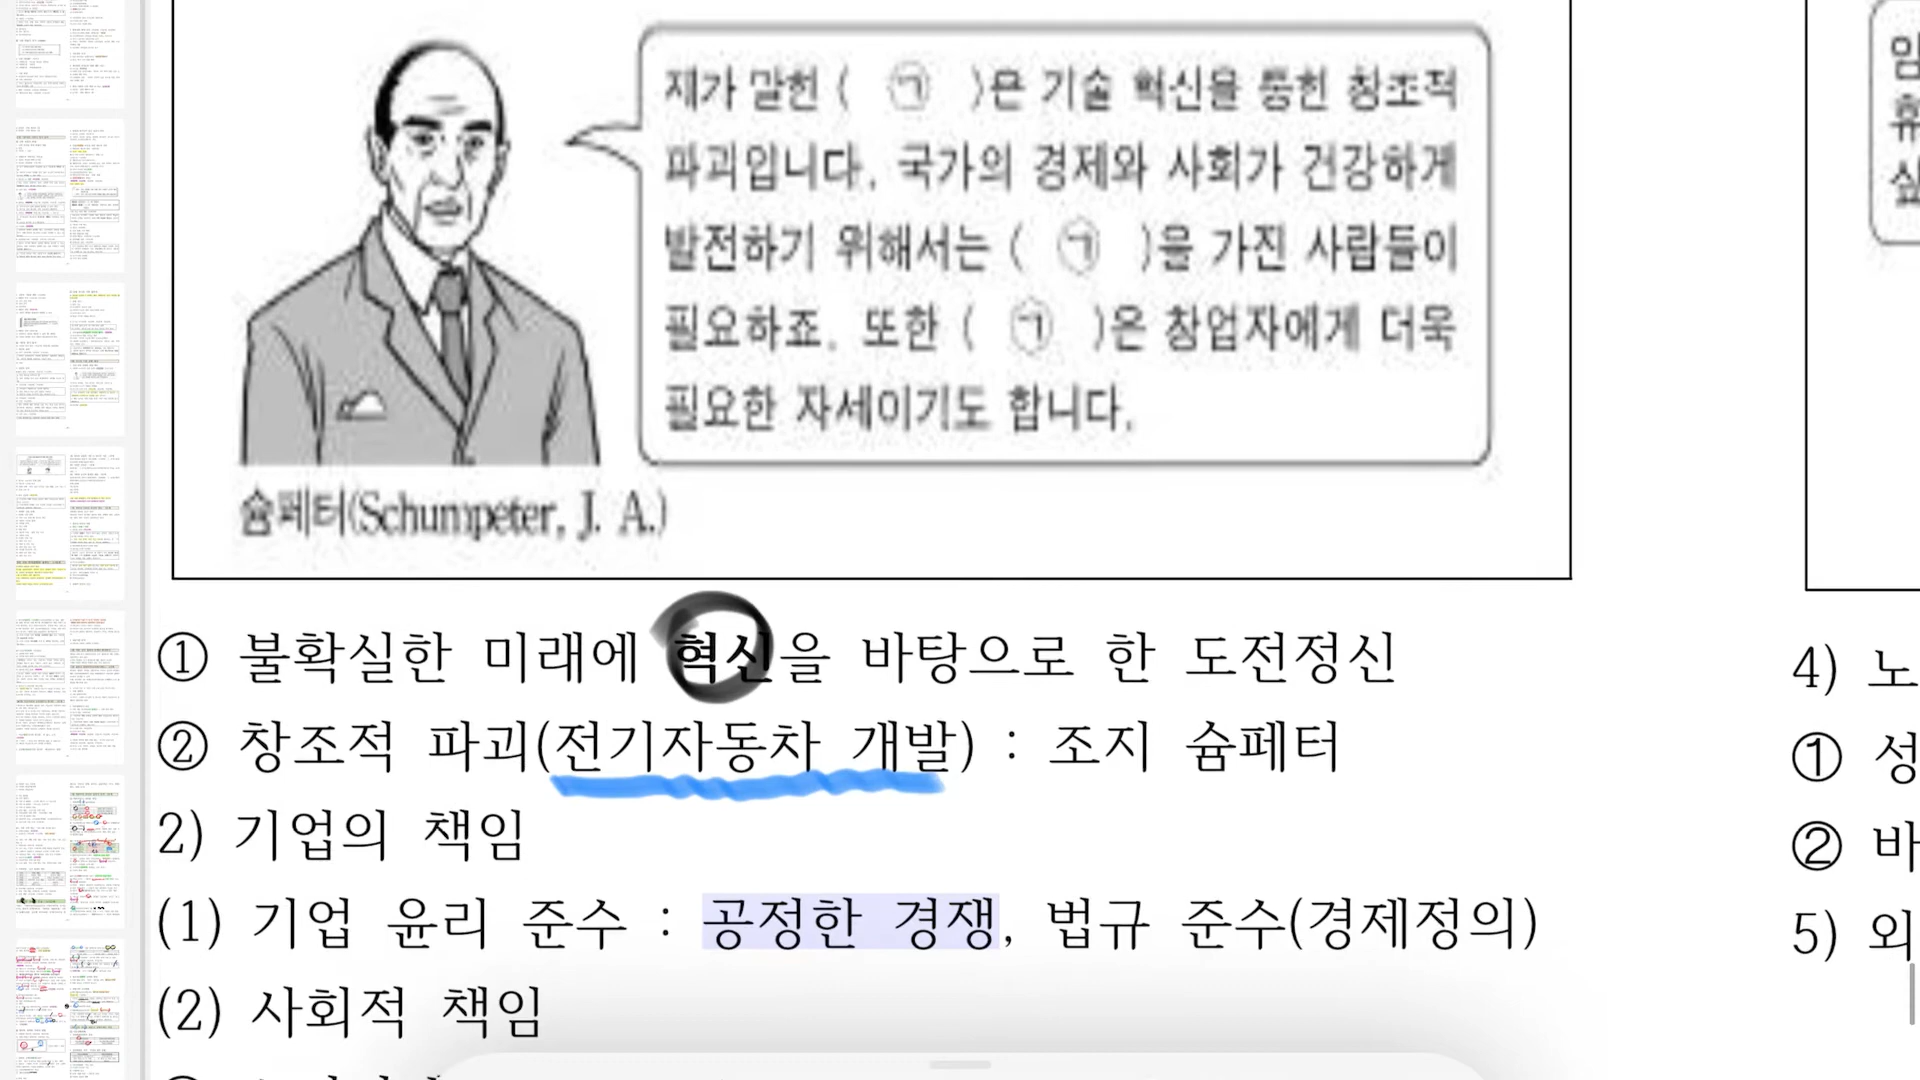 제가 말한 ( ㉠ )은 기술 혁신을 통한 창조적
파괴입니다. 국가의 경제와 사회가 건강하게
발전하기 위해서는 ( ㉠ )을 가진 사람들이
필요하죠. 또한 ( ㉠ )은 창업자에게 더욱
필요한 자세이기도 합니다.
슘페터(Schumpeter, J. A.)
① 불확실한 미래에 혁신을 바탕으로 한 도전정신
② 창조적 파괴(전기자동차 개발) : 조지 슘페터
2) 기업의 책임
(1) 기업 윤리 준수 : 공정한 경쟁, 법규 준수(경제정의)
(2) 사회적 책임
4) 노
① 성
② 바
5) 외